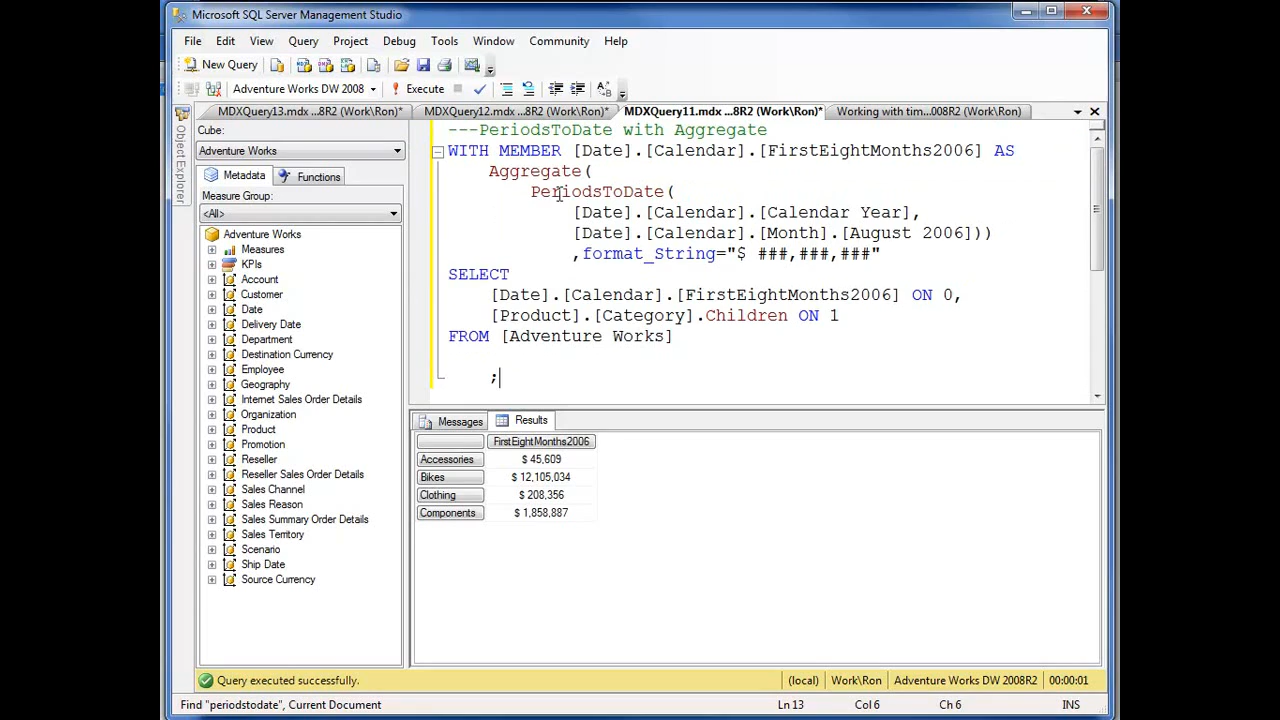 Microsoft SQL Server Management Studio
File Edit View Query Project Debug Tools Window Community Help
New Query
Adventure Works DW 2008 Execute
MDXQuery13.mdx ...8R2 (Work\Ron)* MDXQuery12.mdx ...8R2 (Work\Ron)* MDXQuery11.mdx ...8R2 (Work\Ron)* Working with tim...008R2 (Work\Ron)
Object Explorer
Cube:
Adventure Works
Metadata Functions
Measure Group:
<All>
Adventure Works
Measures
KPIs
Account
Customer
Date
Delivery Date
Department
Destination Currency
Employee
Geography
Internet Sales Order Details
Organization
Product
Promotion
Reseller
Reseller Sales Order Details
Sales Channel
Sales Reason
Sales Summary Order Details
Sales Territory
Scenario
Ship Date
Source Currency
---PeriodsToDate with Aggregate
WITH MEMBER [Date].[Calendar].[FirstEightMonths2006] AS
Aggregate(
PeriodsToDate(
[Date].[Calendar].[Calendar Year],
[Date].[Calendar].[Month].[August 2006]))
,format_String="$ ###,###,###"
SELECT
[Date].[Calendar].[FirstEightMonths2006] ON 0,
[Product].[Category].Children ON 1
FROM [Adventure Works]
;
Messages Results
FirstEightMonths2006
Accessories $ 45,609
Bikes $ 12,105,034
Clothing $ 208,356
Components $ 1,858,887
Query executed successfully. (local) Work\Ron Adventure Works DW 2008R2 00:00:01
Find "periodstodate", Current Document Ln 13 Col 6 Ch 6 INS